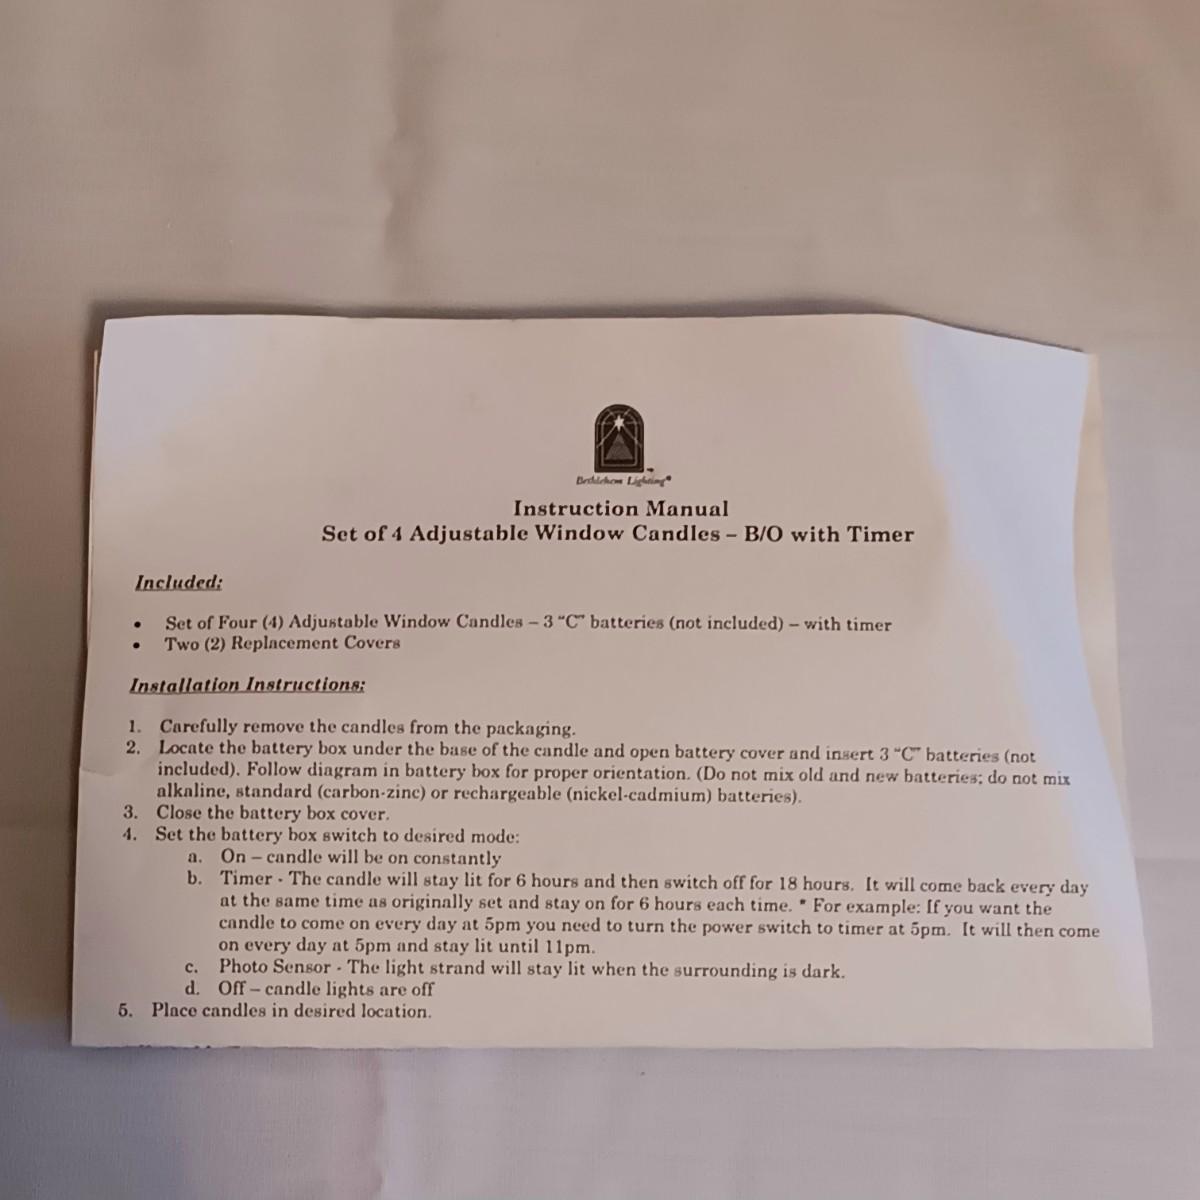 Bethlehem Lighting®
Instruction Manual
Set of 4 Adjustable Window Candles – B/O with Timer
Included:
• Set of Four (4) Adjustable Window Candles – 3 “C” batteries (not included) – with timer
• Two (2) Replacement Covers
Installation Instructions:
1. Carefully remove the candles from the packaging.
2. Locate the battery box under the base of the candle and open battery cover and insert 3 “C” batteries (not
included). Follow diagram in battery box for proper orientation. (Do not mix old and new batteries; do not mix
alkaline, standard (carbon-zinc) or rechargeable (nickel-cadmium) batteries).
3. Close the battery box cover.
4. Set the battery box switch to desired mode:
a. On – candle will be on constantly
b. Timer - The candle will stay lit for 6 hours and then switch off for 18 hours. It will come back every day
at the same time as originally set and stay on for 6 hours each time. * For example: If you want the
candle to come on every day at 5pm you need to turn the power switch to timer at 5pm. It will then come
on every day at 5pm and stay lit until 11pm.
c. Photo Sensor - The light strand will stay lit when the surrounding is dark.
d. Off – candle lights are off
5. Place candles in desired location.